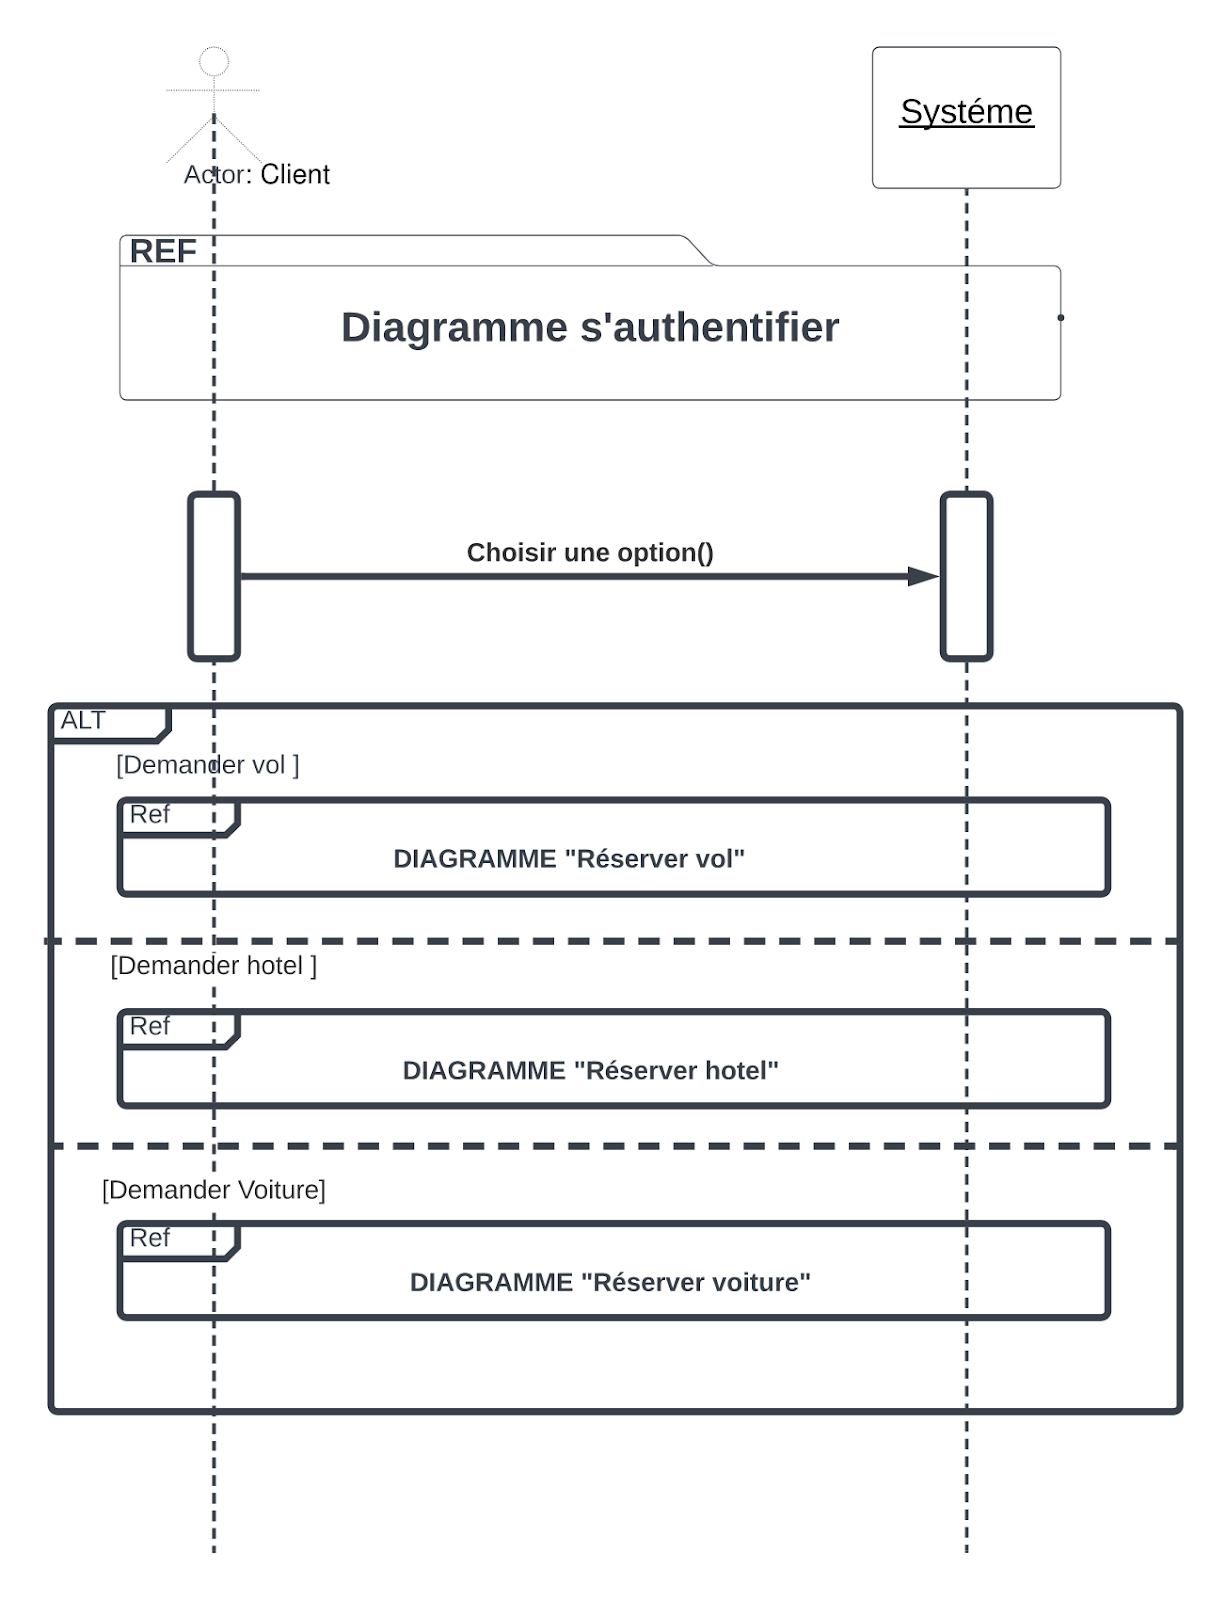 Systéme
Actor: Client
REF
Diagramme s'authentifier
Choisir une option()
ALT
[Demander vol ]
Ref
DIAGRAMME "Réserver vol"
[Demander hotel ]
Ref
DIAGRAMME "Réserver hotel"
[Demander Voiture]
Ref
DIAGRAMME "Réserver voiture"